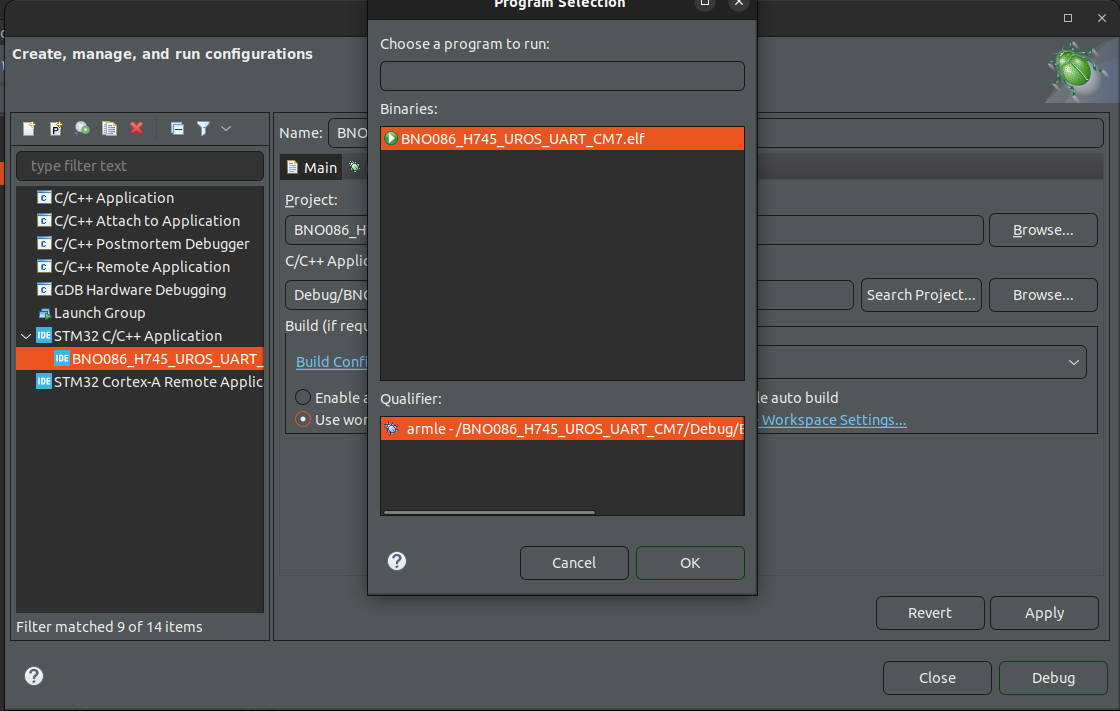 Program Selection
Create, manage, and run configurations
Choose a program to run:
Binaries:
BNO086_H745_UROS_UART_CM7.elf
Qualifier:
armle - /BNO086_H745_UROS_UART_CM7/Debug/
Cancel
OK
type filter text
C/C++ Application
C/C++ Attach to Application
C/C++ Postmortem Debugger
C/C++ Remote Application
GDB Hardware Debugging
Launch Group
IDE STM32 C/C++ Application
IDE BNO086_H745_UROS_UART_
IDE STM32 Cortex-A Remote Applic
Filter matched 9 of 14 items
Name: BNO
Main
Project:
BNO086_H
Browse...
C/C++ Applic
Debug/BNO
Search Project...
Browse...
Build (if requ
Build Confi
Enable a
le auto build
Use wor
Workspace Settings...
Revert
Apply
Close
Debug